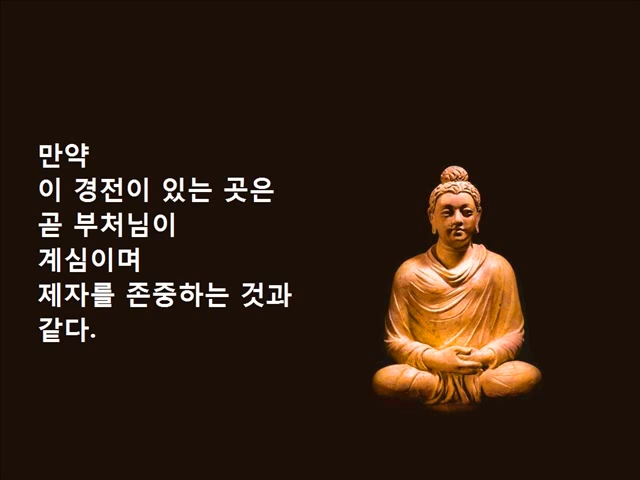 만약
이 경전이 있는 곳은
곧 부처님이
계심이며
제자를 존중하는 것과
같다.